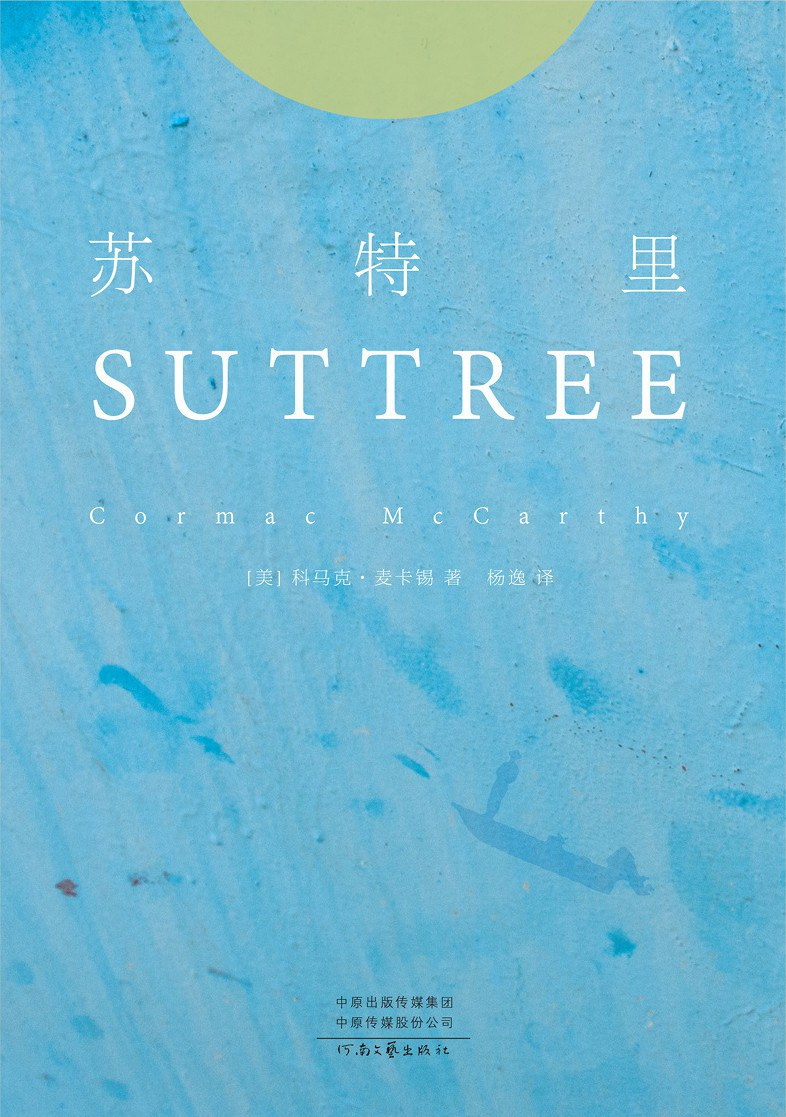 苏特里
SUTTREE
Cormac McCarthy
[美] 科马克·麦卡锡 著 杨逸 译
中原出版传媒集团
中原传媒股份公司
河南文艺出版社